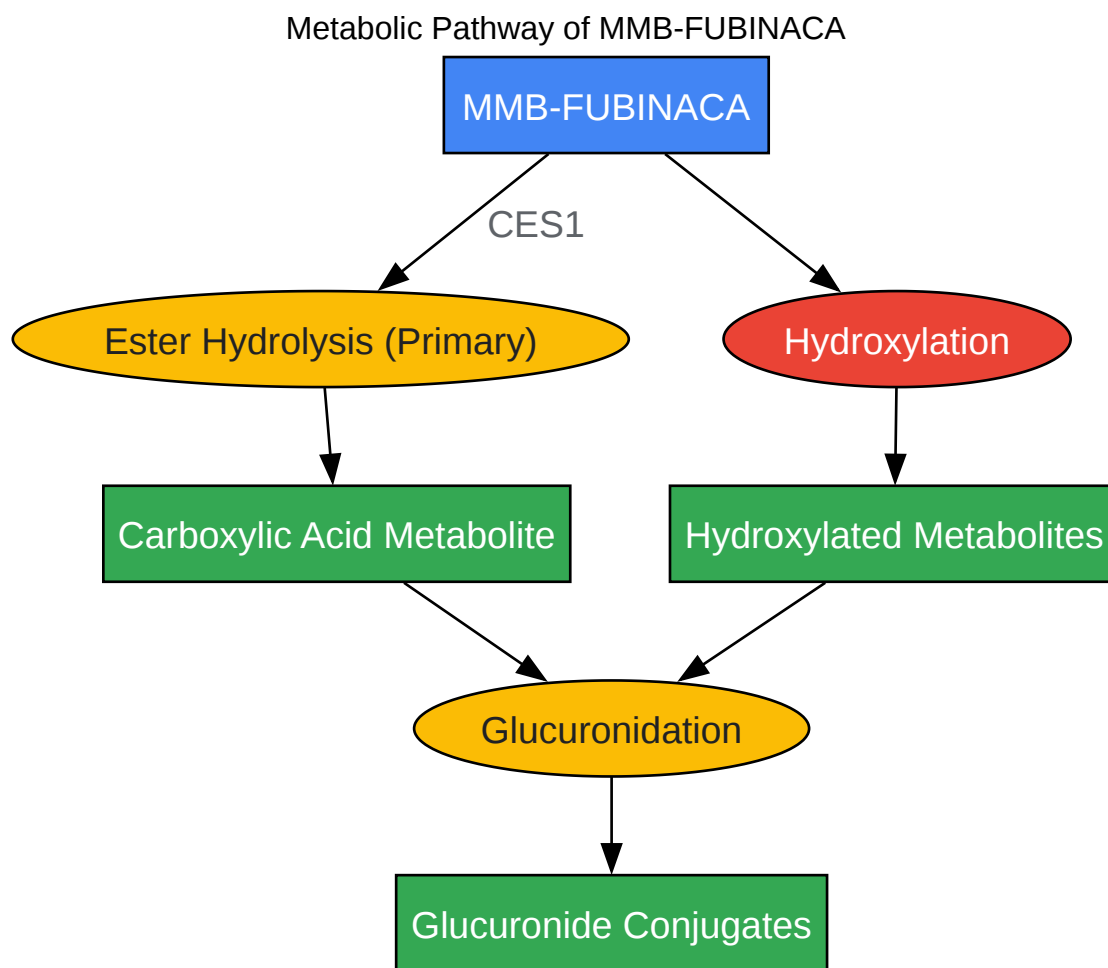 Metabolic Pathway of MMB-FUBINACA
MMB-FUBINACA
CES1
Ester Hydrolysis (Primary)
Hydroxylation
Carboxylic Acid Metabolite
Hydroxylated Metabolites
Glucuronidation
Glucuronide Conjugates